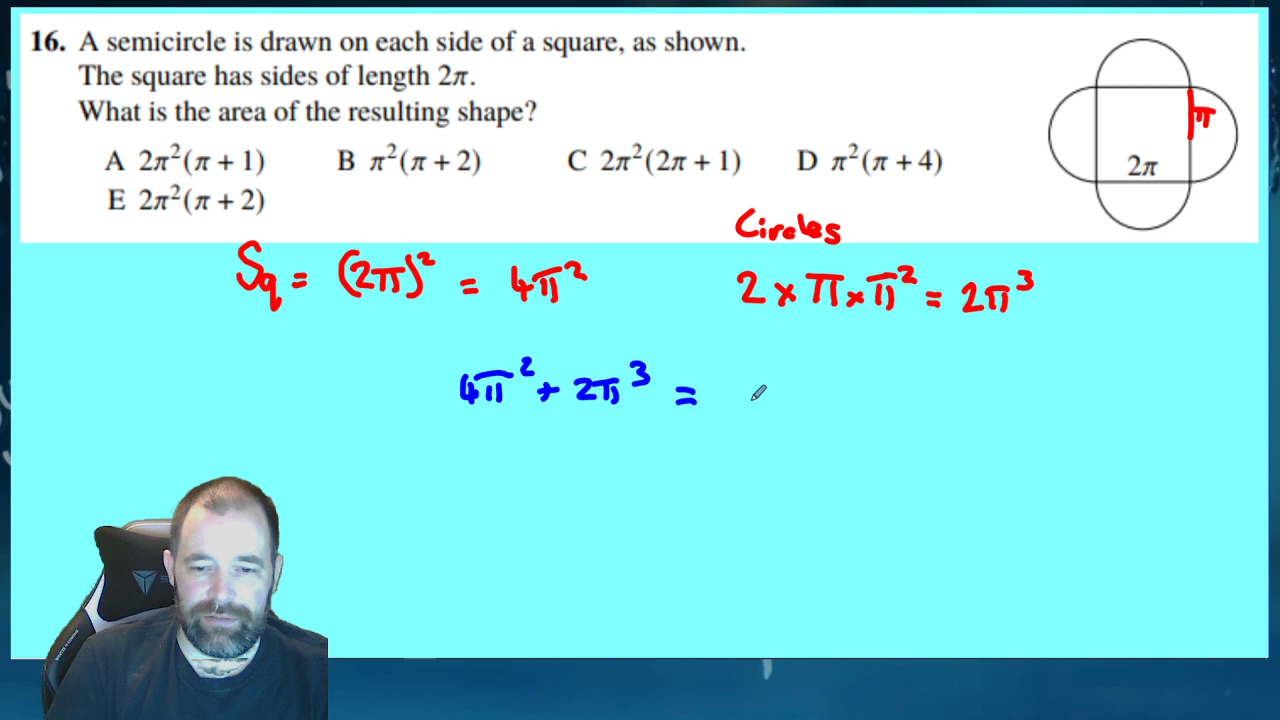 16. A semicircle is drawn on each side of a square, as shown.
The square has sides of length 2π.
What is the area of the resulting shape?
A 2π²(π + 1) B π²(π + 2) C 2π²(2π + 1) D π²(π + 4)
E 2π²(π + 2)
π
2π
Circles
Sq = (2π)² = 4π² 2 × π × π² = 2π³
4π² + 2π³ =